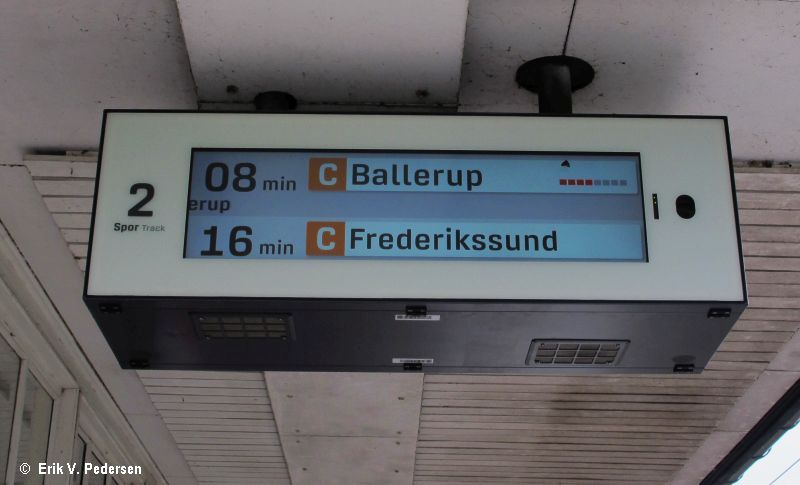 2
Spor Track
08 min C Ballerup
erup
16 min C Frederikssund
© Erik V. Pedersen